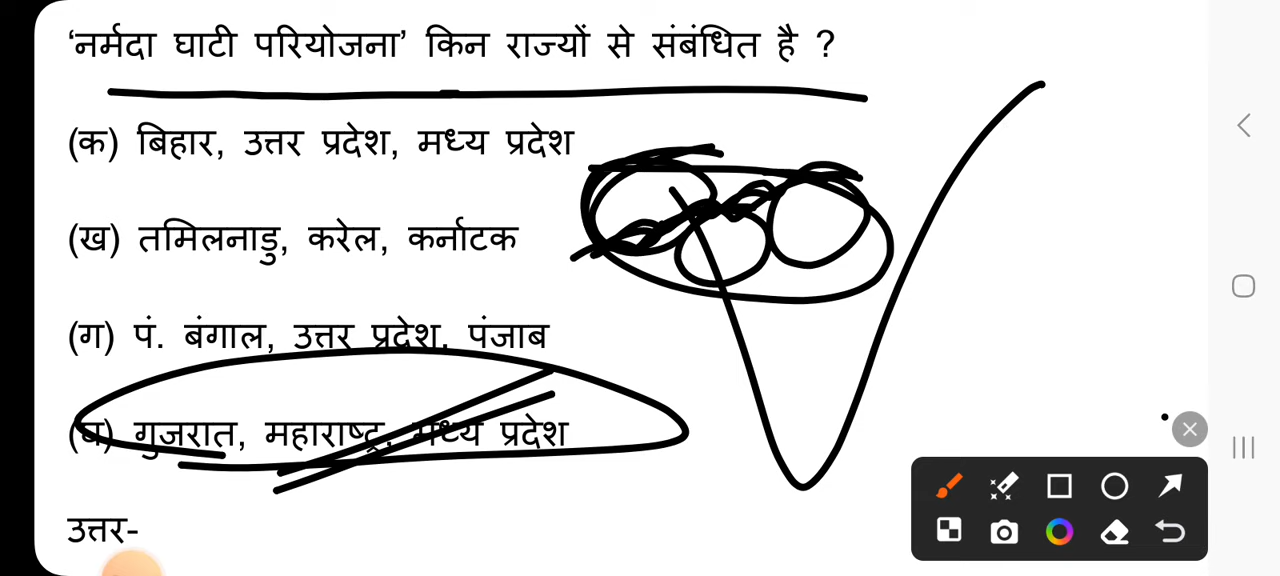 ‘नर्मदा घाटी परियोजना’ किन राज्यों से संबंधित है ?
(क) बिहार, उत्तर प्रदेश, मध्य प्रदेश
(ख) तमिलनाडु, करेल, कर्नाटक
(ग) पं. बंगाल, उत्तर प्रदेश, पंजाब
(घ) गुजरात, महाराष्ट्र, मध्य प्रदेश
उत्तर-